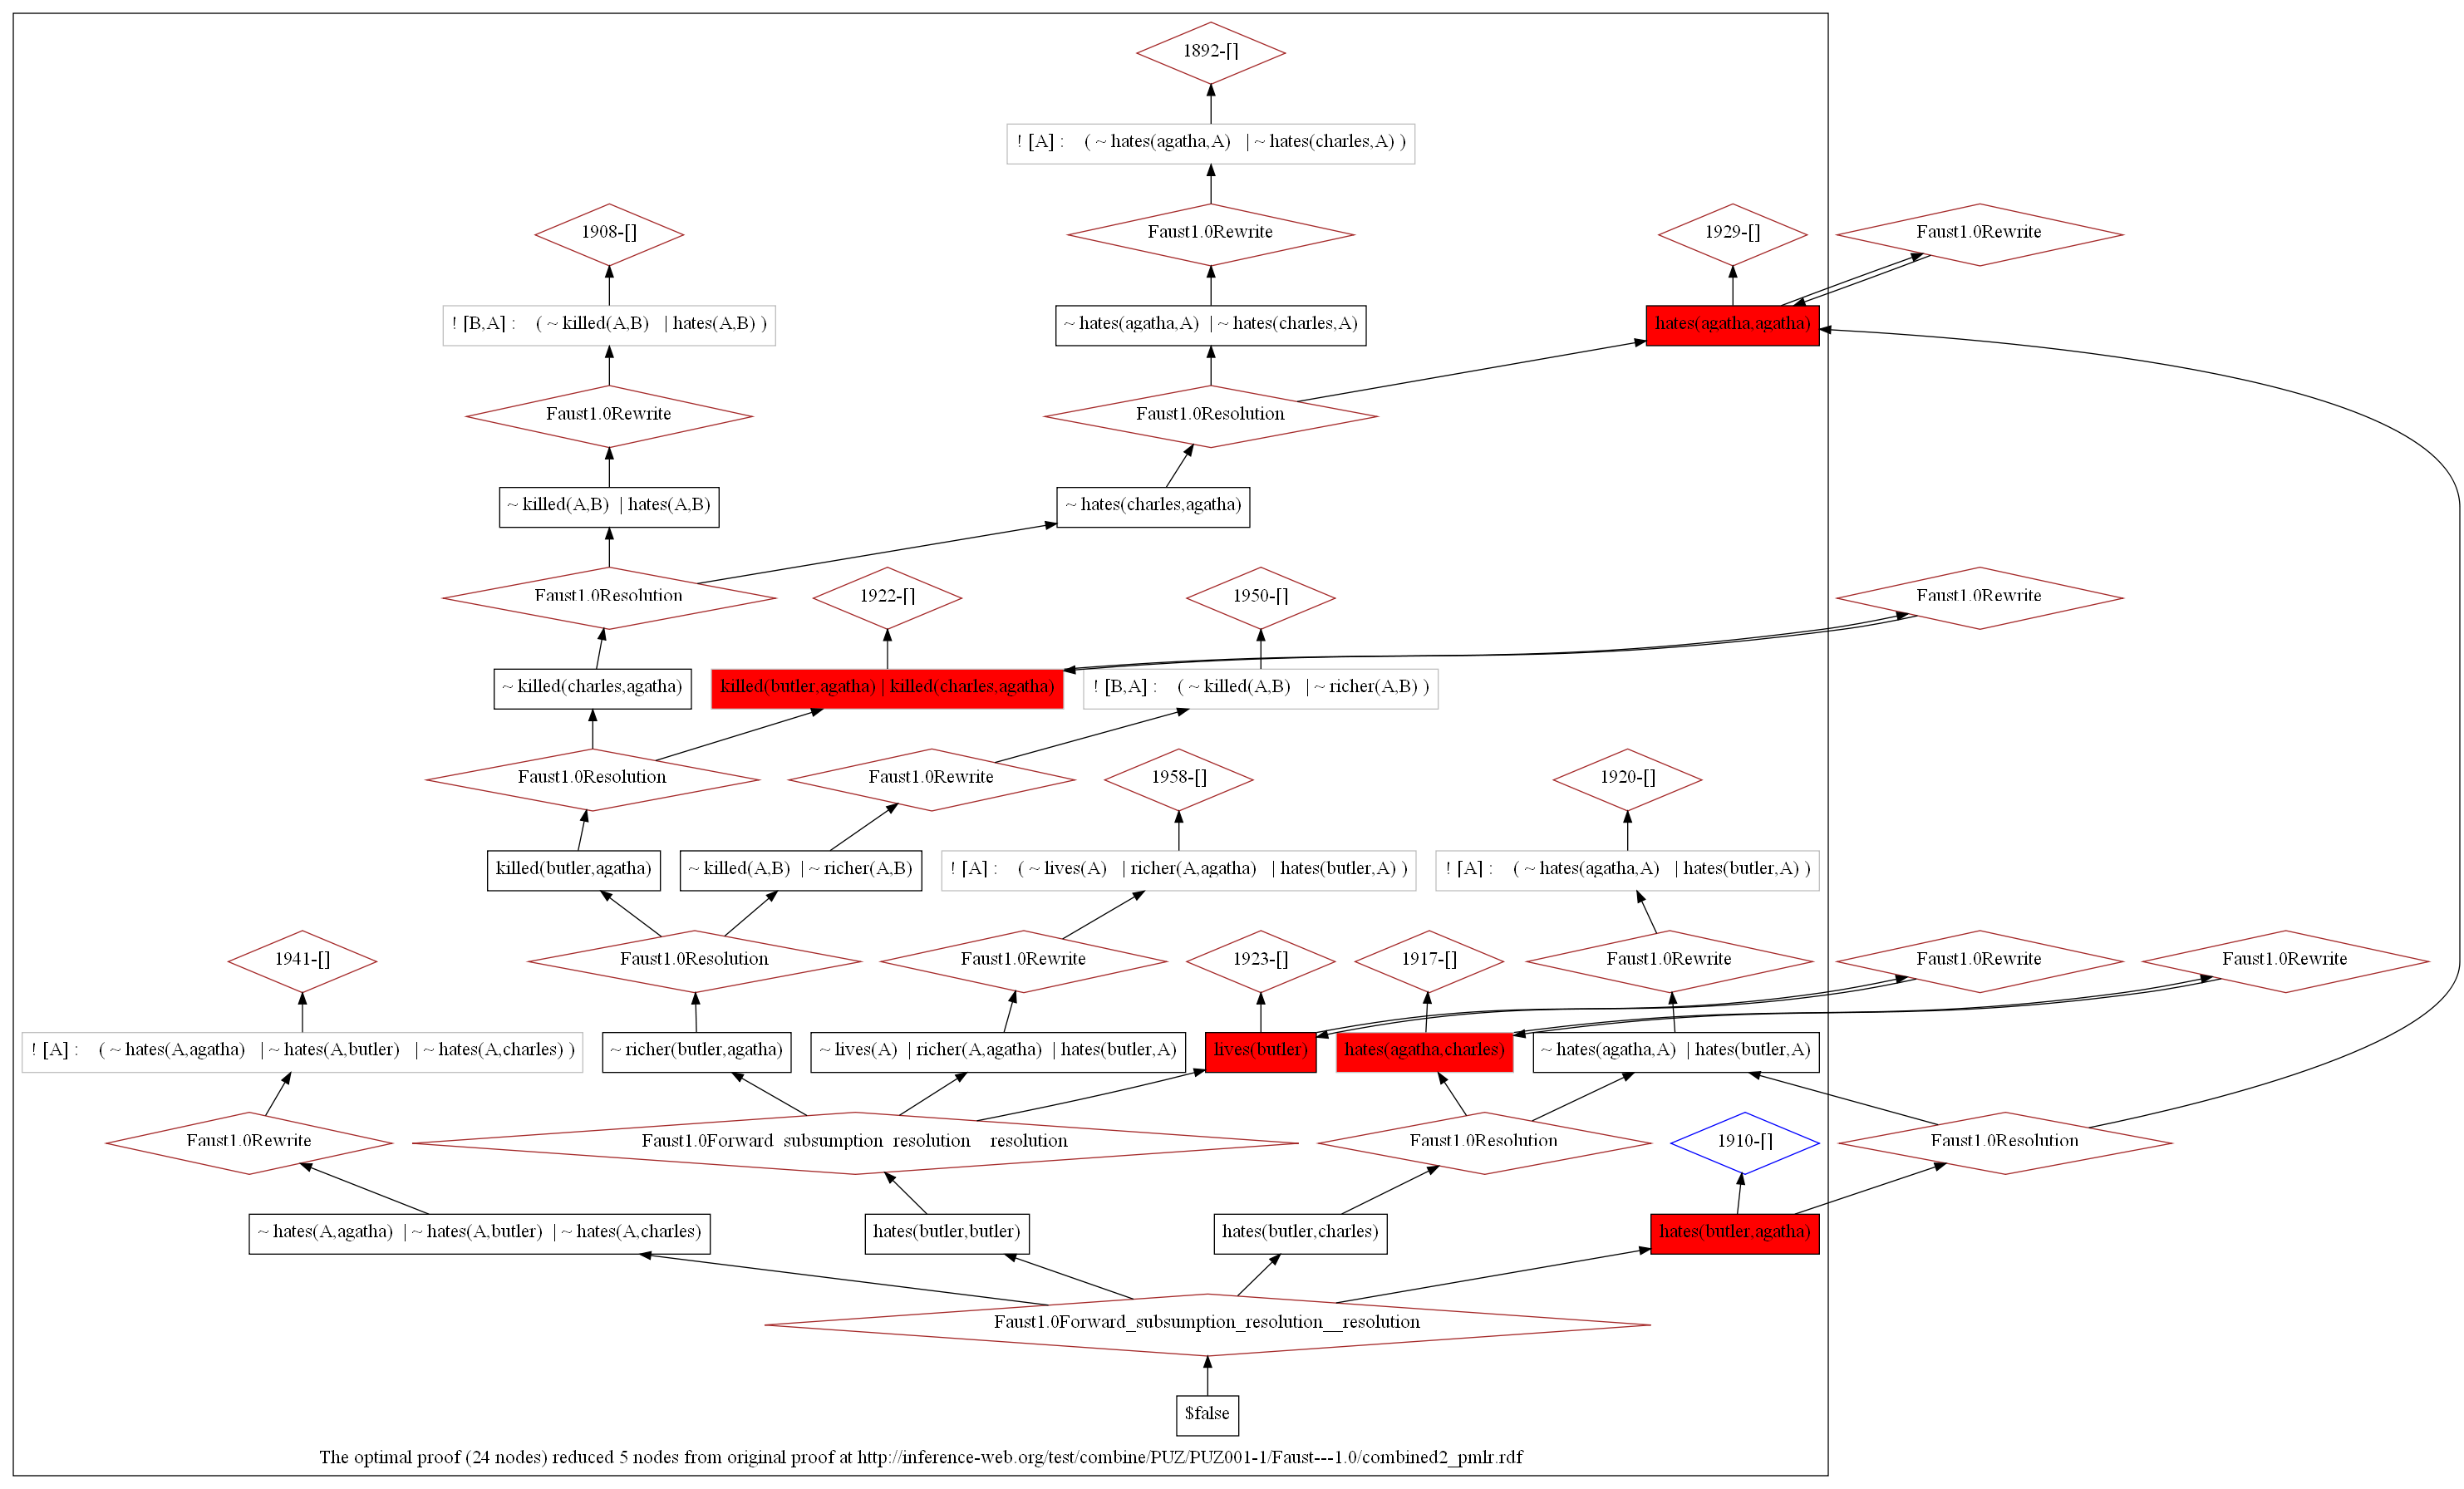 1892-[]
! [A] : ( ~ hates(agatha,A) | ~ hates(charles,A) )
1908-[]
Faust1.0Rewrite
1929-[]
Faust1.0Rewrite
! [B,A] : ( ~ killed(A,B) | hates(A,B) )
~ hates(agatha,A) | ~ hates(charles,A)
hates(agatha,agatha)
Faust1.0Rewrite
Faust1.0Resolution
~ killed(A,B) | hates(A,B)
~ hates(charles,agatha)
Faust1.0Resolution
1922-[]
1950-[]
Faust1.0Rewrite
~ killed(charles,agatha)
killed(butler,agatha) | killed(charles,agatha)
! [B,A] : ( ~ killed(A,B) | ~ richer(A,B) )
Faust1.0Resolution
Faust1.0Rewrite
1958-[]
1920-[]
killed(butler,agatha)
~ killed(A,B) | ~ richer(A,B)
! [A] : ( ~ lives(A) | richer(A,agatha) | hates(butler,A) )
! [A] : ( ~ hates(agatha,A) | hates(butler,A) )
1941-[]
Faust1.0Resolution
Faust1.0Rewrite
1923-[]
1917-[]
Faust1.0Rewrite
Faust1.0Rewrite
Faust1.0Rewrite
! [A] : ( ~ hates(A,agatha) | ~ hates(A,butler) | ~ hates(A,charles) )
~ richer(butler,agatha)
~ lives(A) | richer(A,agatha) | hates(butler,A)
lives(butler)
hates(agatha,charles)
~ hates(agatha,A) | hates(butler,A)
Faust1.0Rewrite
Faust1.0Forward_subsumption_resolution__resolution
Faust1.0Resolution
1910-[]
Faust1.0Resolution
~ hates(A,agatha) | ~ hates(A,butler) | ~ hates(A,charles)
hates(butler,butler)
hates(butler,charles)
hates(butler,agatha)
Faust1.0Forward_subsumption_resolution__resolution
$false
The optimal proof (24 nodes) reduced 5 nodes from original proof at http://inference-web.org/test/combine/PUZ/PUZ001-1/Faust---1.0/combined2_pmlr.rdf